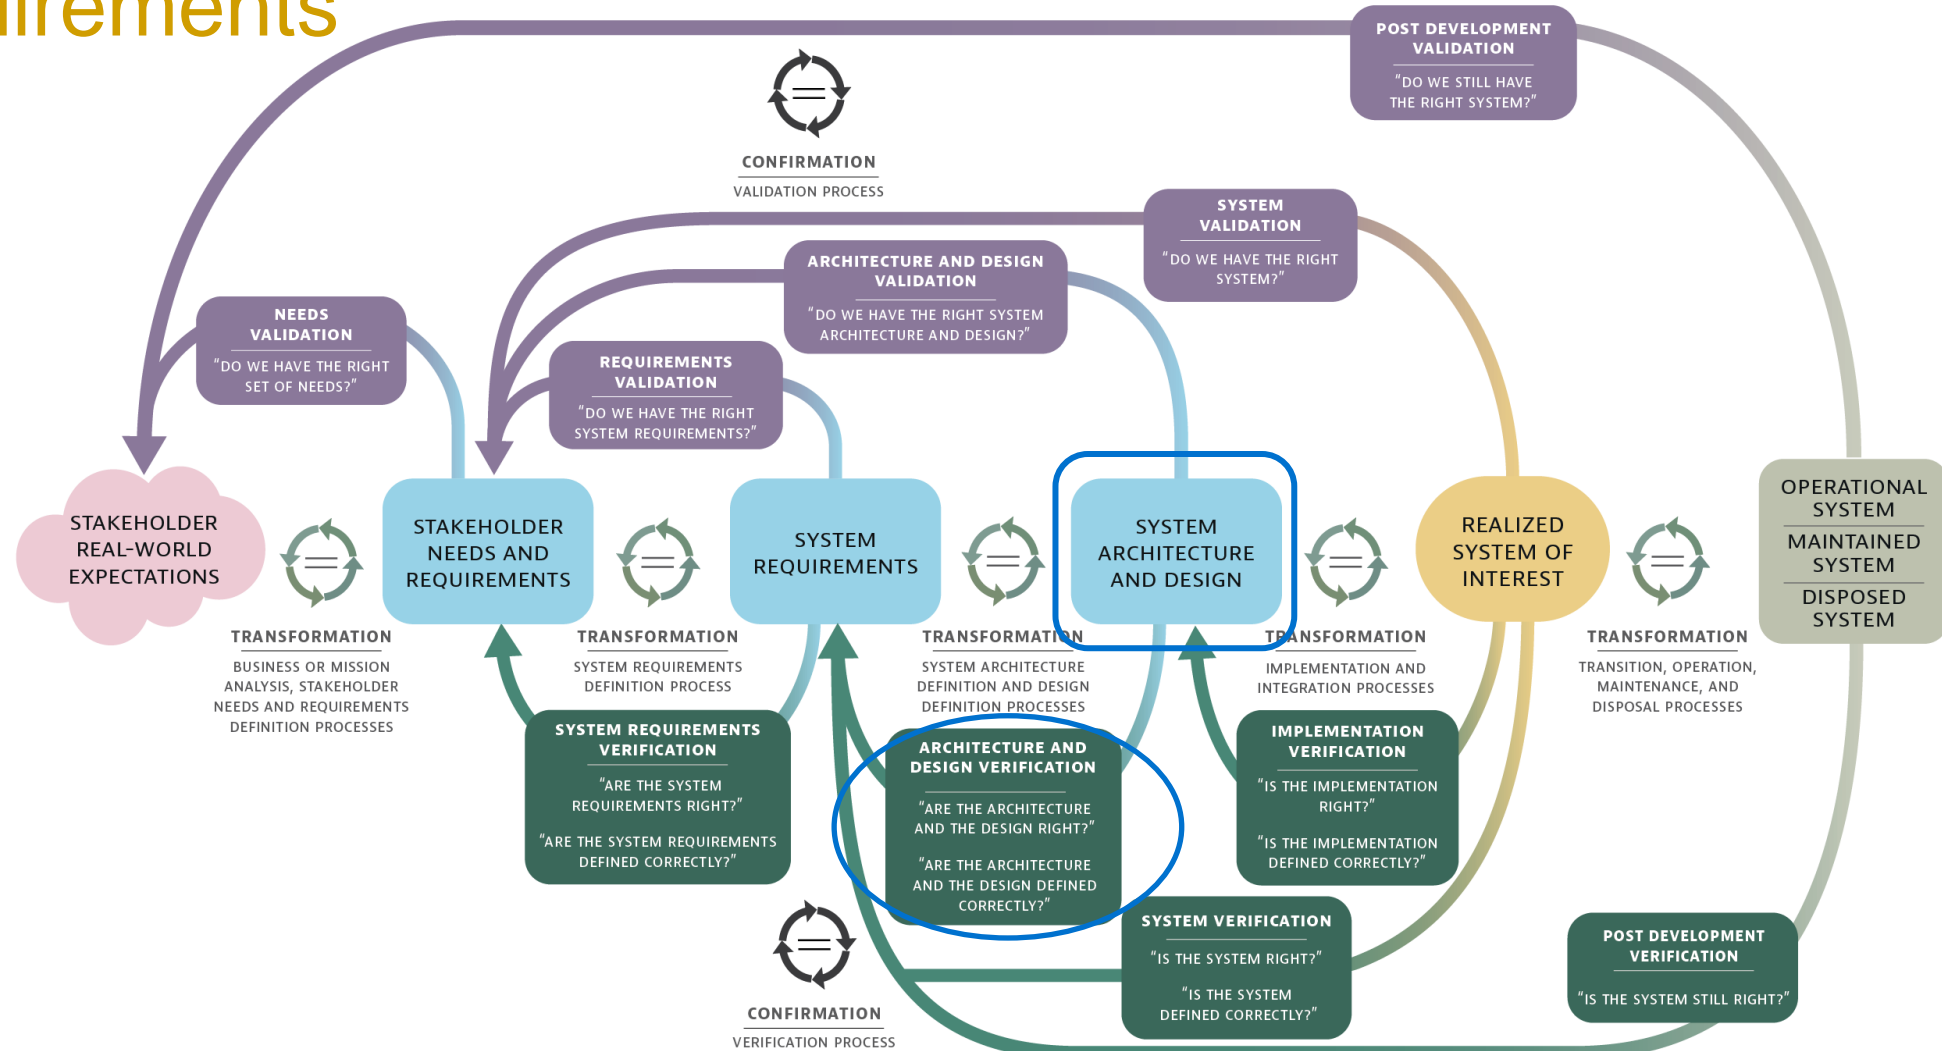 irements
POST DEVELOPMENT
VALIDATION
"DO WE STILL HAVE
THE RIGHT SYSTEM?"
CONFIRMATION
VALIDATION PROCESS
SYSTEM
VALIDATION
"DO WE HAVE THE RIGHT
SYSTEM?"
ARCHITECTURE AND DESIGN
VALIDATION
"DO WE HAVE THE RIGHT SYSTEM
ARCHITECTURE AND DESIGN?"
NEEDS
VALIDATION
"DO WE HAVE THE RIGHT
SET OF NEEDS?"
REQUIREMENTS
VALIDATION
"DO WE HAVE THE RIGHT
SYSTEM REQUIREMENTS?"
STAKEHOLDER
REAL-WORLD
EXPECTATIONS
STAKEHOLDER
NEEDS AND
REQUIREMENTS
SYSTEM
REQUIREMENTS
SYSTEM
ARCHITECTURE
AND DESIGN
REALIZED
SYSTEM OF
INTEREST
OPERATIONAL
SYSTEM
MAINTAINED
SYSTEM
DISPOSED
SYSTEM
TRANSFORMATION
BUSINESS OR MISSION
ANALYSIS, STAKEHOLDER
NEEDS AND REQUIREMENTS
DEFINITION PROCESSES
TRANSFORMATION
SYSTEM REQUIREMENTS
DEFINITION PROCESS
TRANSFORMATION
SYSTEM ARCHITECTURE
DEFINITION AND DESIGN
DEFINITION PROCESSES
TRANSFORMATION
IMPLEMENTATION AND
INTEGRATION PROCESSES
TRANSFORMATION
TRANSITION, OPERATION,
MAINTENANCE, AND
DISPOSAL PROCESSES
SYSTEM REQUIREMENTS
VERIFICATION
"ARE THE SYSTEM
REQUIREMENTS RIGHT?"
"ARE THE SYSTEM REQUIREMENTS
DEFINED CORRECTLY?"
ARCHITECTURE AND
DESIGN VERIFICATION
"ARE THE ARCHITECTURE
AND THE DESIGN RIGHT?"
"ARE THE ARCHITECTURE
AND THE DESIGN DEFINED
CORRECTLY?"
IMPLEMENTATION
VERIFICATION
"IS THE IMPLEMENTATION
RIGHT?"
"IS THE IMPLEMENTATION
DEFINED CORRECTLY?"
SYSTEM VERIFICATION
"IS THE SYSTEM RIGHT?"
"IS THE SYSTEM
DEFINED CORRECTLY?"
POST DEVELOPMENT
VERIFICATION
"IS THE SYSTEM STILL RIGHT?"
CONFIRMATION
VERIFICATION PROCESS